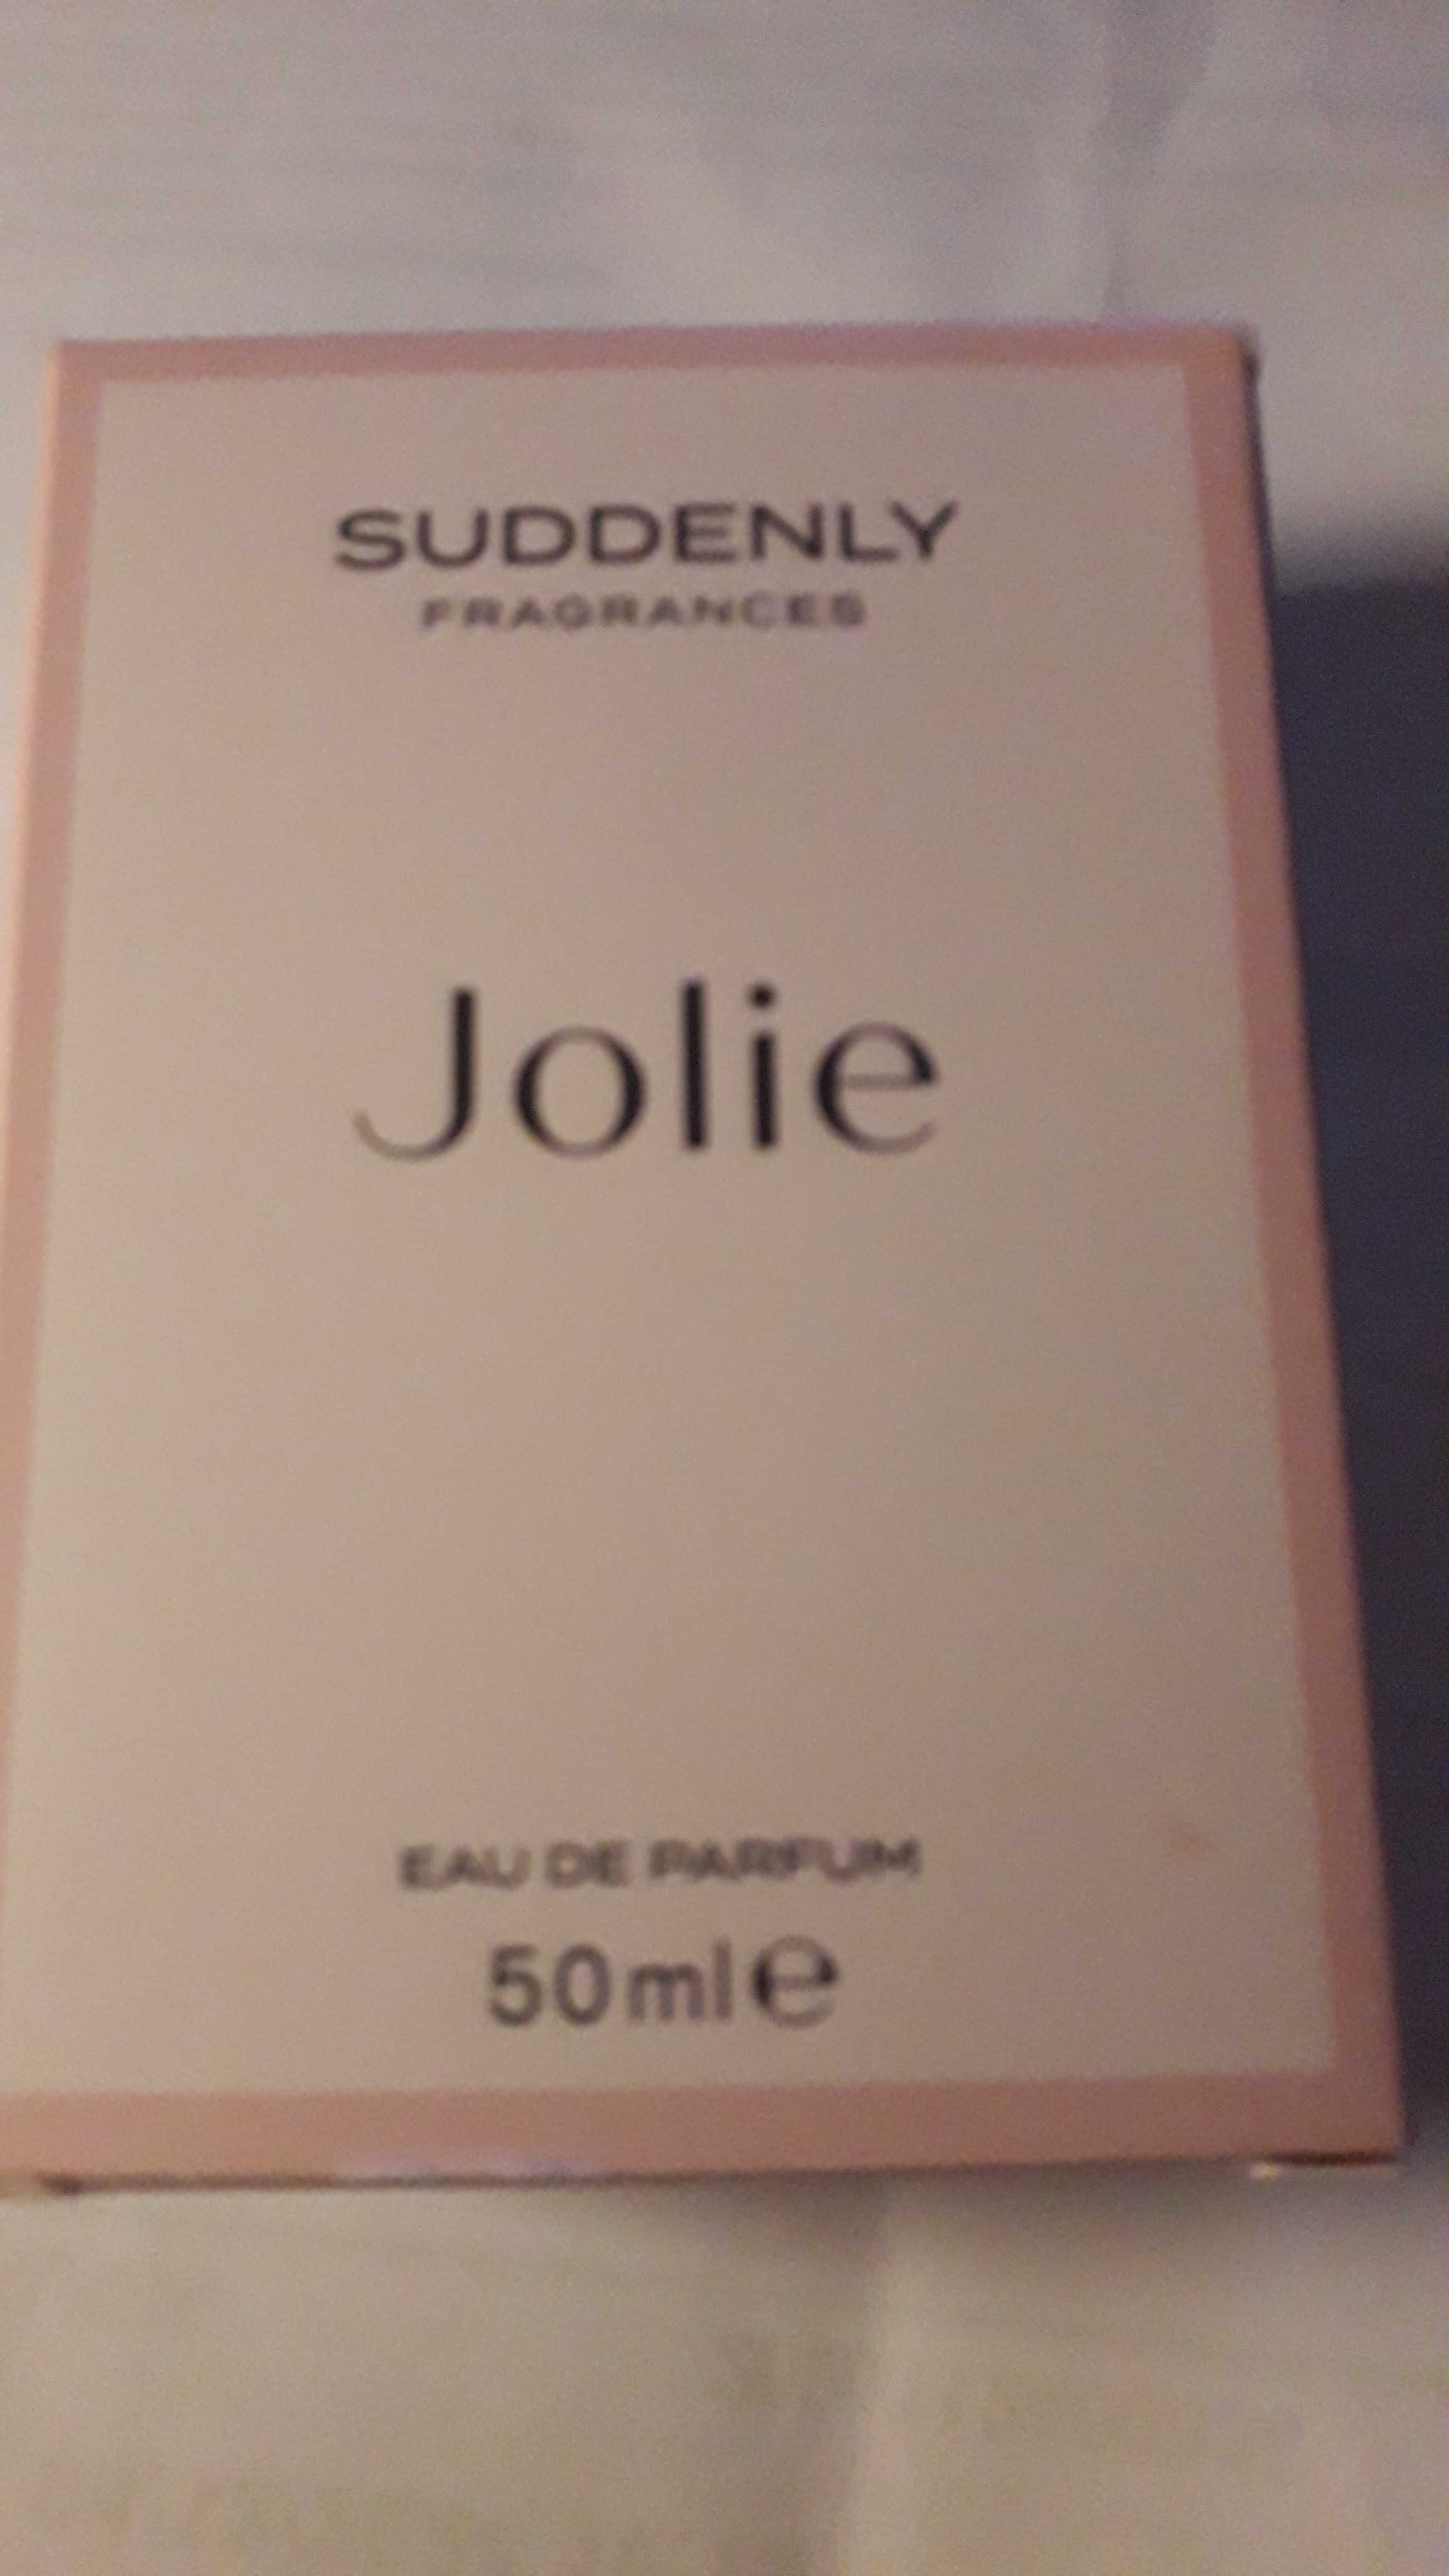 SUDDENLY
FRAGRANCES
Jolie
EAU DE PARFUM
50ml℮